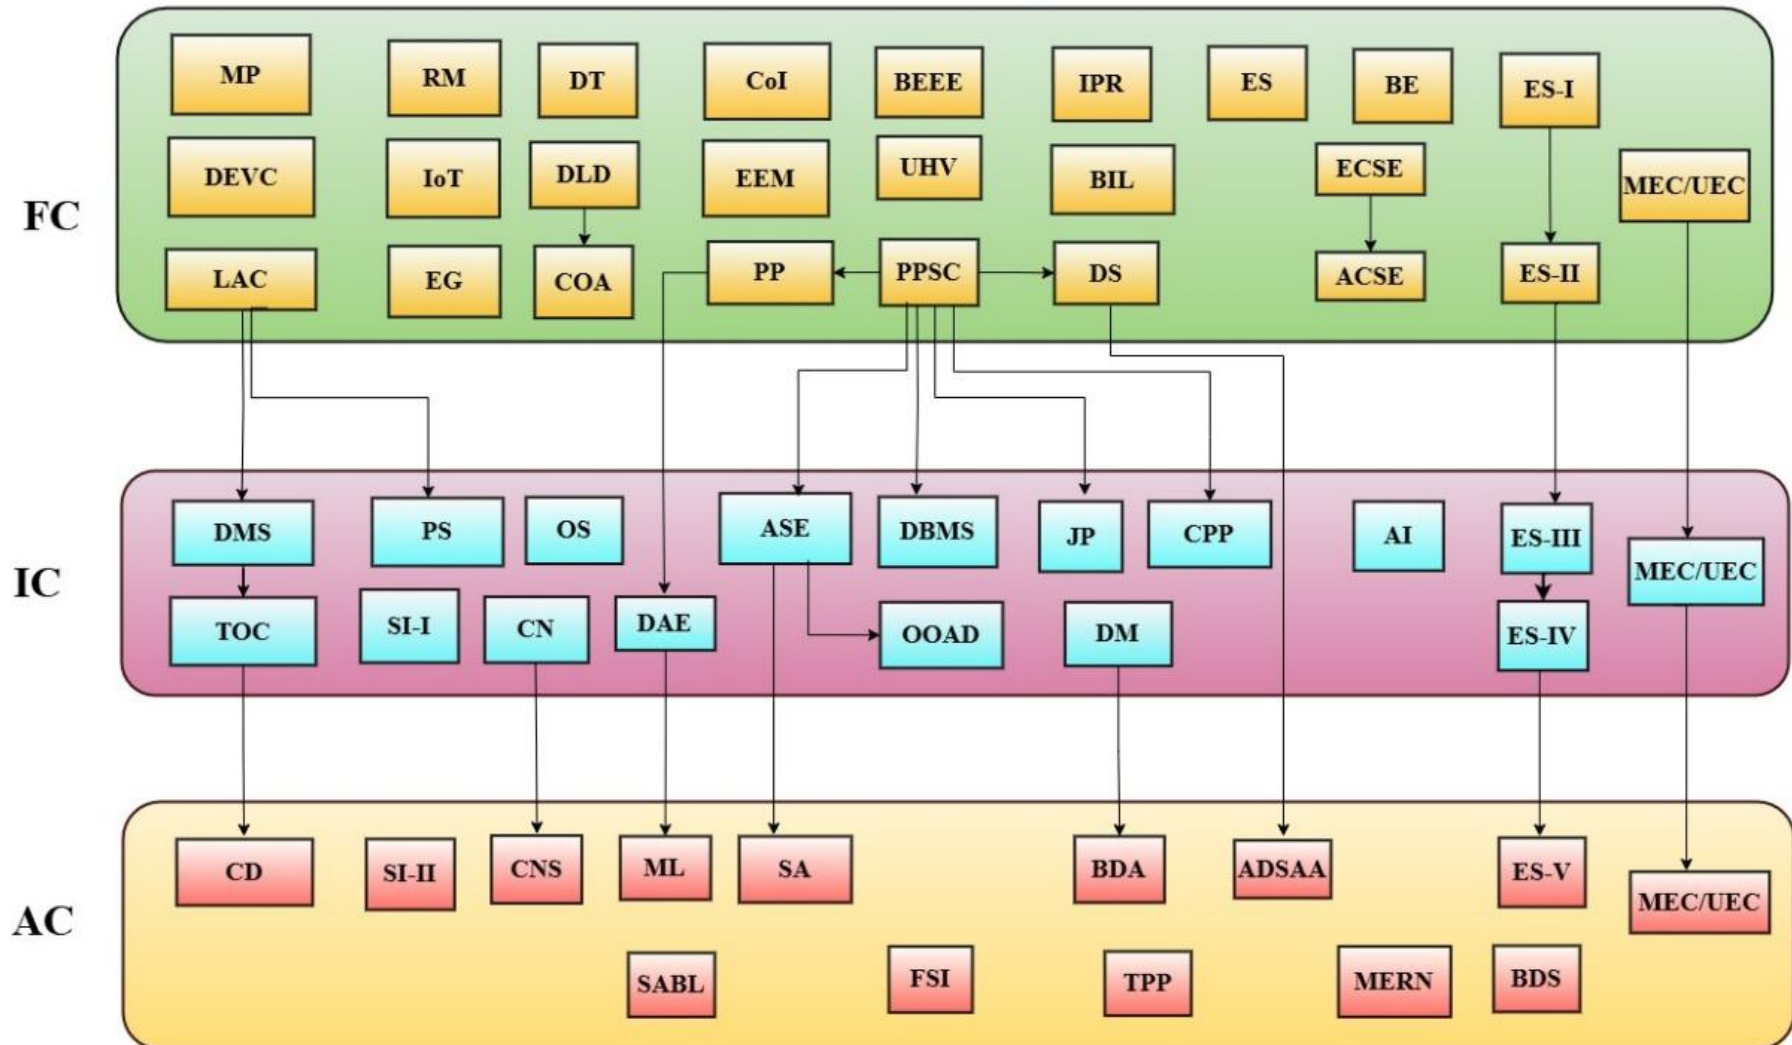 MP RM DT CoI BEEE IPR ES BE ES-I
DEVC IoT DLD EEM UHV BIL ECSE MEC/UEC
FC
LAC EG COA PP PPSC DS ACSE ES-II
DMS PS OS ASE DBMS JP CPP AI ES-III
IC
MEC/UEC
TOC SI-I CN DAE OOAD DM ES-IV
CD SI-II CNS ML SA BDA ADSAA ES-V
MEC/UEC
AC
SABL FSI TPP MERN BDS